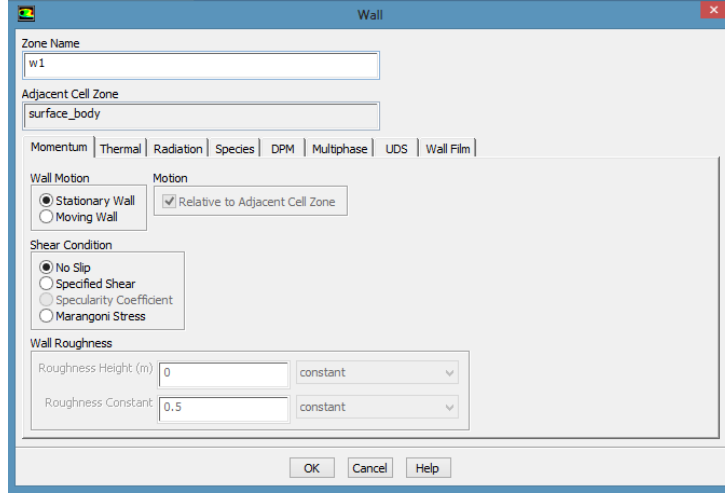 Wall
Zone Name
w1
Adjacent Cell Zone
surface_body
Momentum Thermal Radiation Species DPM Multiphase UDS Wall Film
Wall Motion Motion
Stationary Wall Relative to Adjacent Cell Zone
Moving Wall
Shear Condition
No Slip
Specified Shear
Specularity Coefficient
Marangoni Stress
Wall Roughness
Roughness Height (m) 0 constant
Roughness Constant 0.5 constant
OK Cancel Help